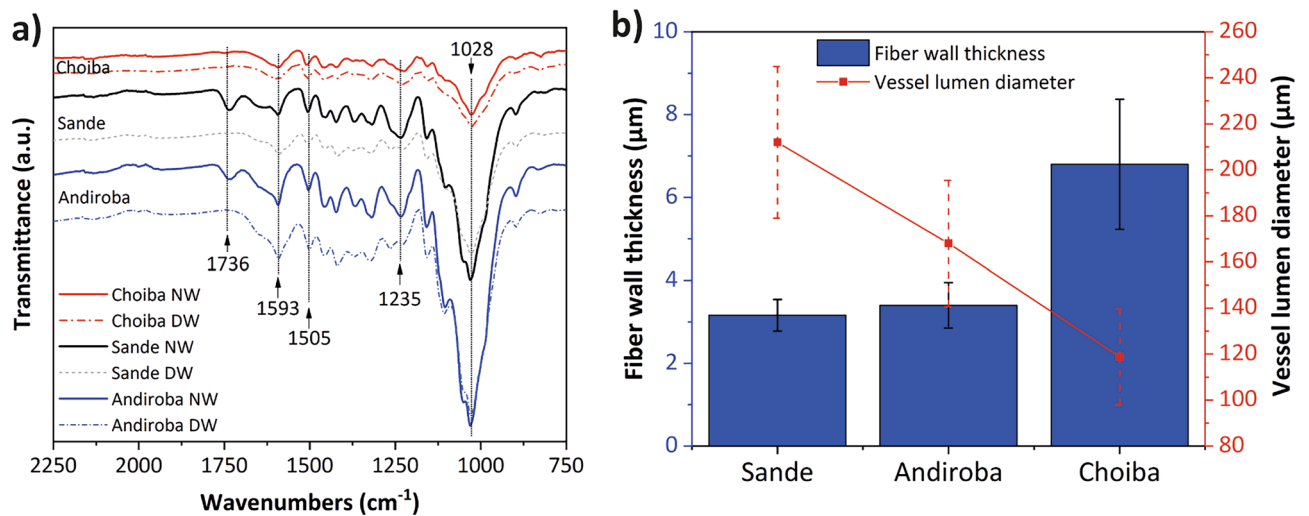 a)
Choiba
Sande
Andiroba
1028
1736
1593
1505
1235
Choiba NW
Choiba DW
Sande NW
Sande DW
Andiroba NW
Andiroba DW
Transmittance (a.u.)
2250
2000
1750
1500
1250
1000
750
Wavenumbers (cm⁻¹)
b)
Fiber wall thickness
Vessel lumen diameter
Fiber wall thickness (μm)
10
8
6
4
2
0
Sande
Andiroba
Choiba
260
240
220
200
180
160
140
120
100
80
Vessel lumen diameter (μm)